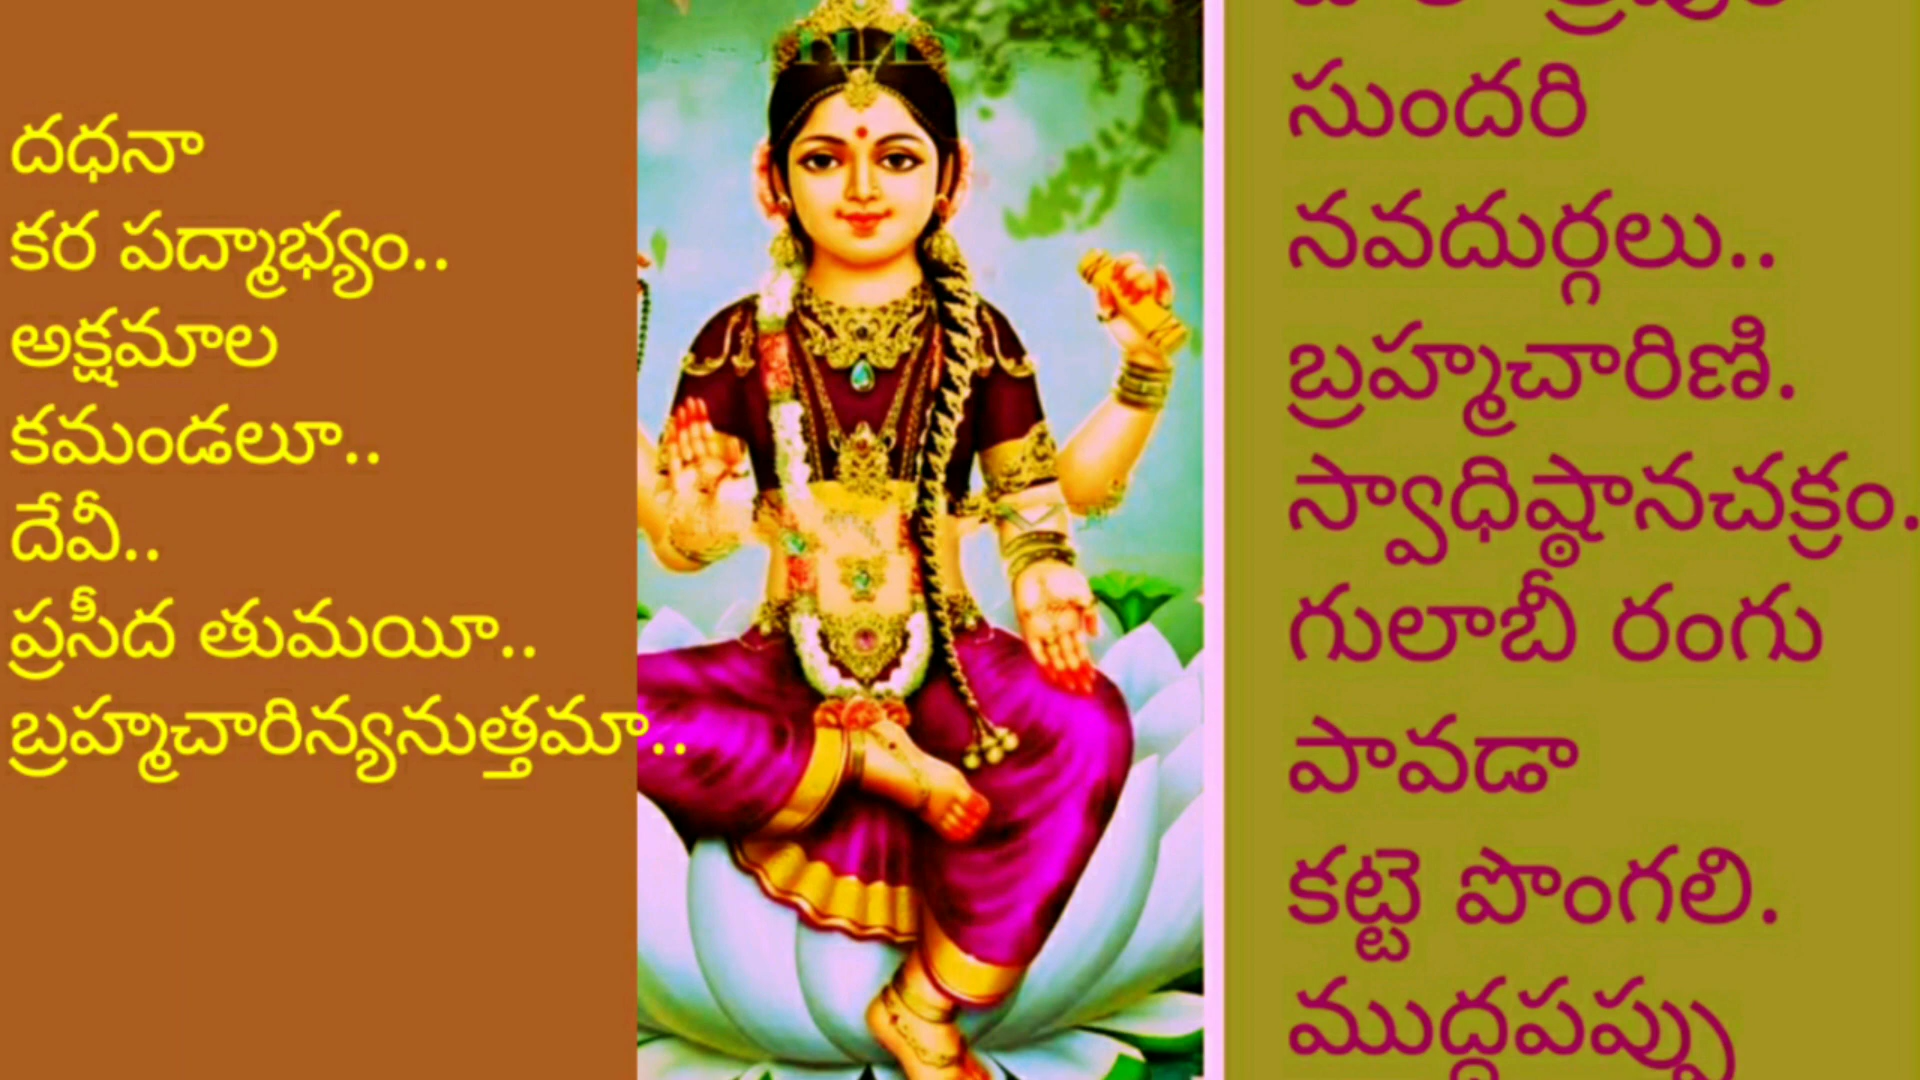 దధనా
కర పద్మాభ్యం..
అక్షమాల
కమండలూ..
దేవీ..
ప్రసీద తుమయీ..
బ్రహ్మచారిన్యనుత్తమా..
సుందరి
నవదుర్గలు..
బ్రహ్మచారిణి.
స్వాధిష్ఠానచక్రం.
గులాబీ రంగు
పావడా
కట్టె పొంగలి.
ముద్దపప్పు